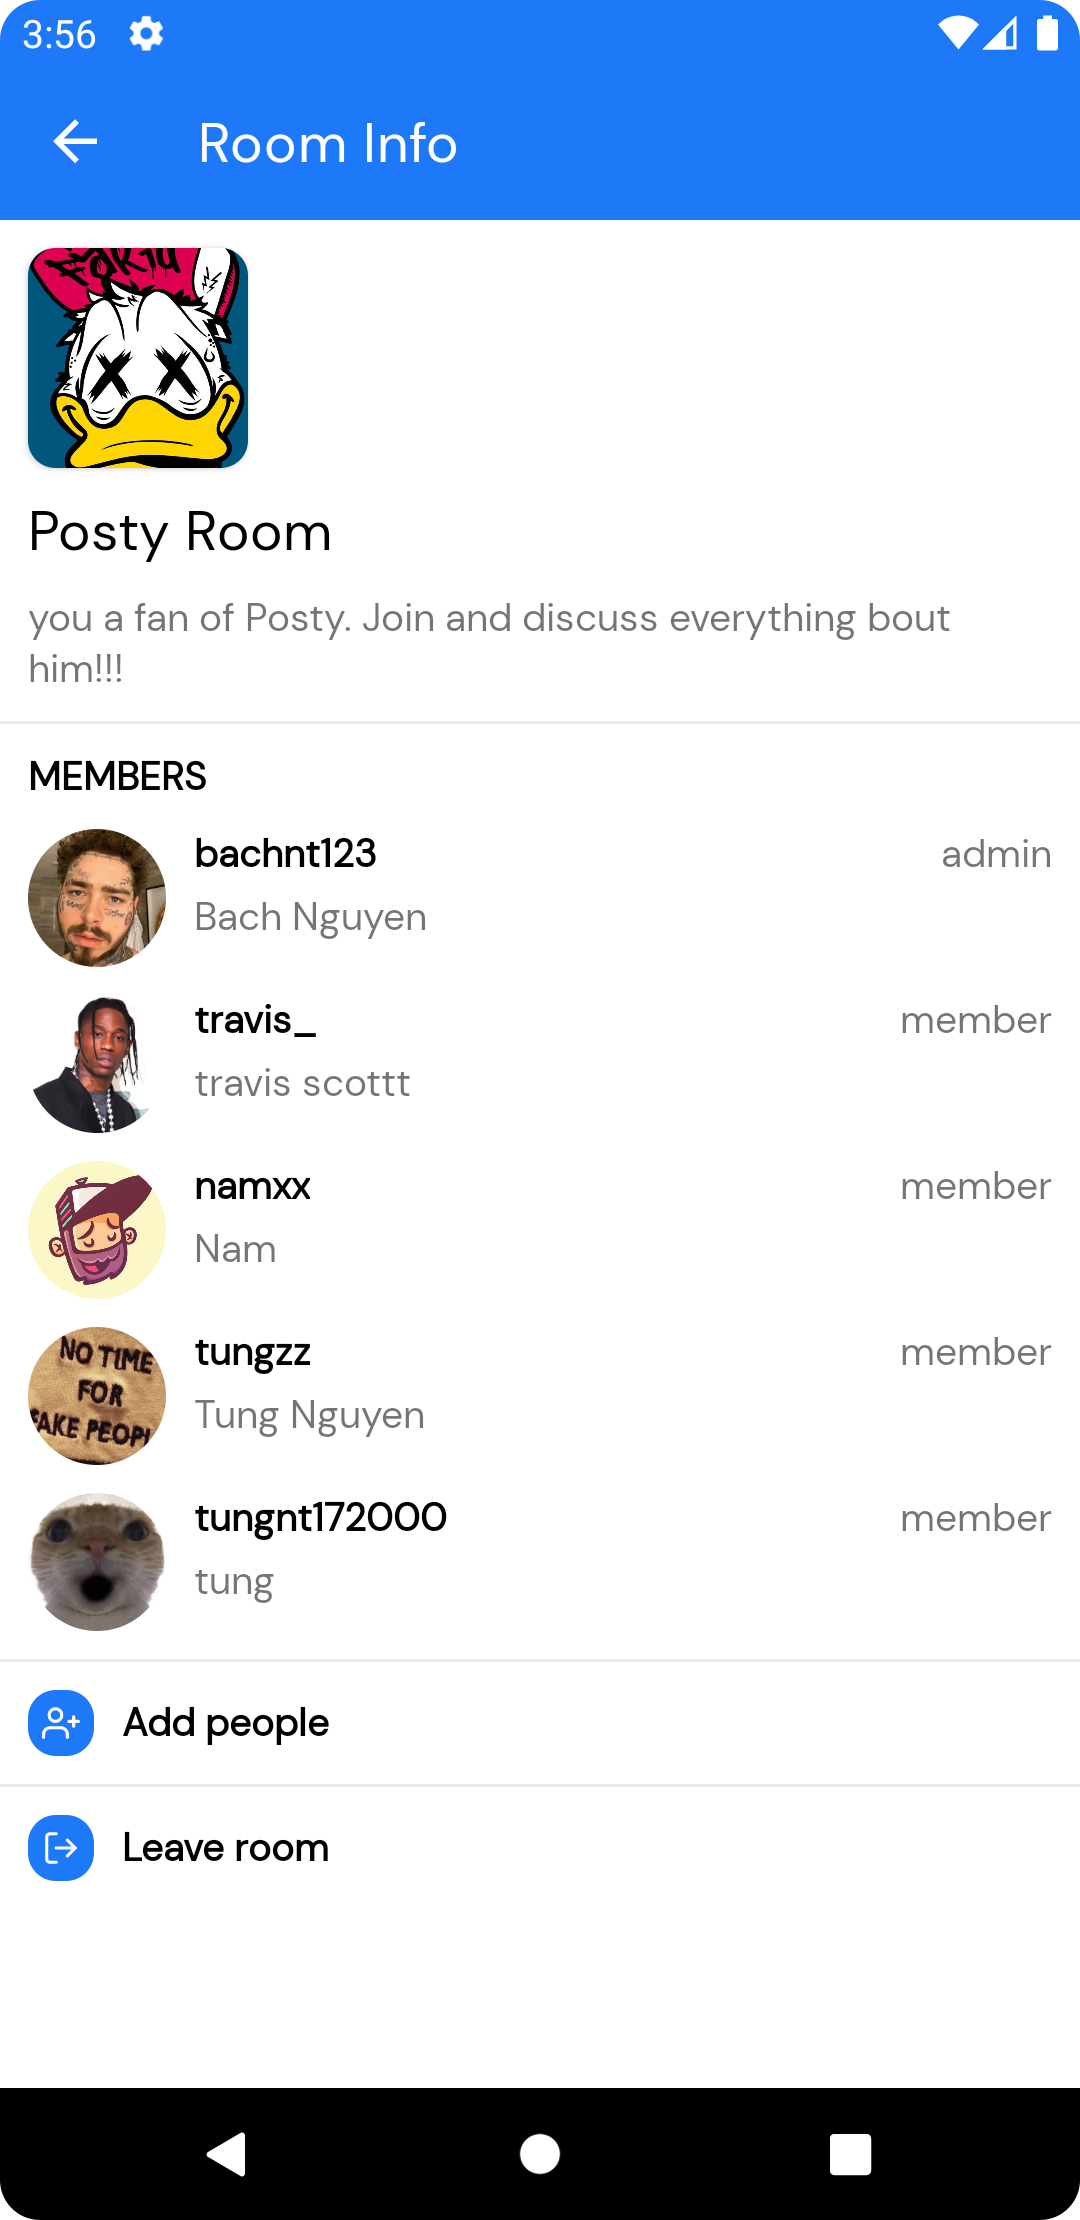 3:56
Room Info
Fakiu
Posty Room
you a fan of Posty. Join and discuss everything bout
him!!!
MEMBERS
bachnt123
admin
Bach Nguyen
travis_
member
travis scottt
namxx
member
Nam
NO TIME
FOR
FAKE PEOPL
tungzz
member
Tung Nguyen
tungnt172000
member
tung
Add people
Leave room